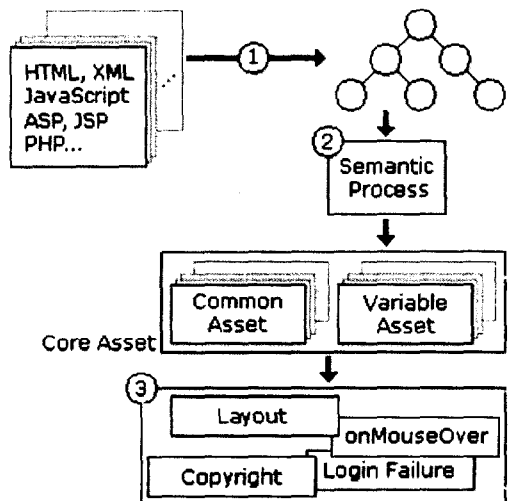 HTML, XML
JavaScript
ASP, JSP
PHP...
1
2
Semantic
Process
Common
Asset
Variable
Asset
Core Asset
3
Layout
onMouseOver
Login Failure
Copyright